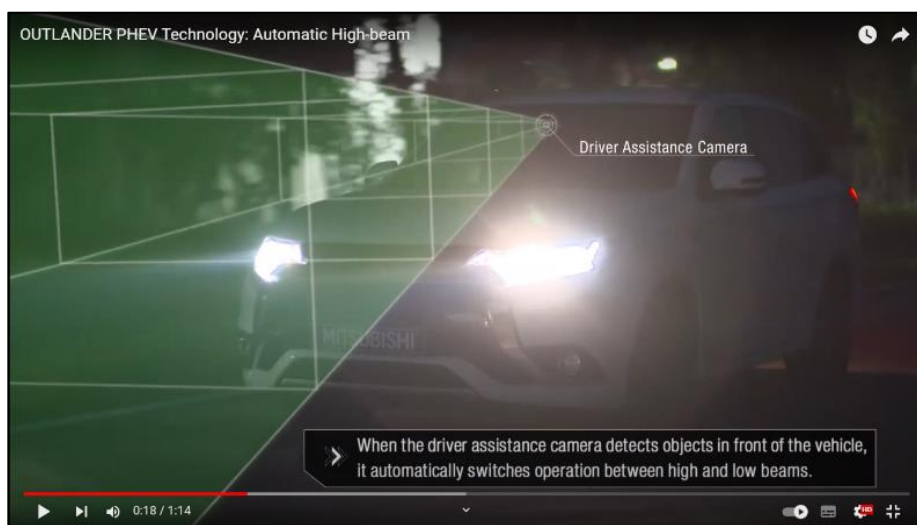 OUTLANDER PHEV Technology: Automatic High-beam
Driver Assistance Camera
MITSUBISHI
When the driver assistance camera detects objects in front of the vehicle,
it automatically switches operation between high and low beams.
0:18 / 1:14
HD